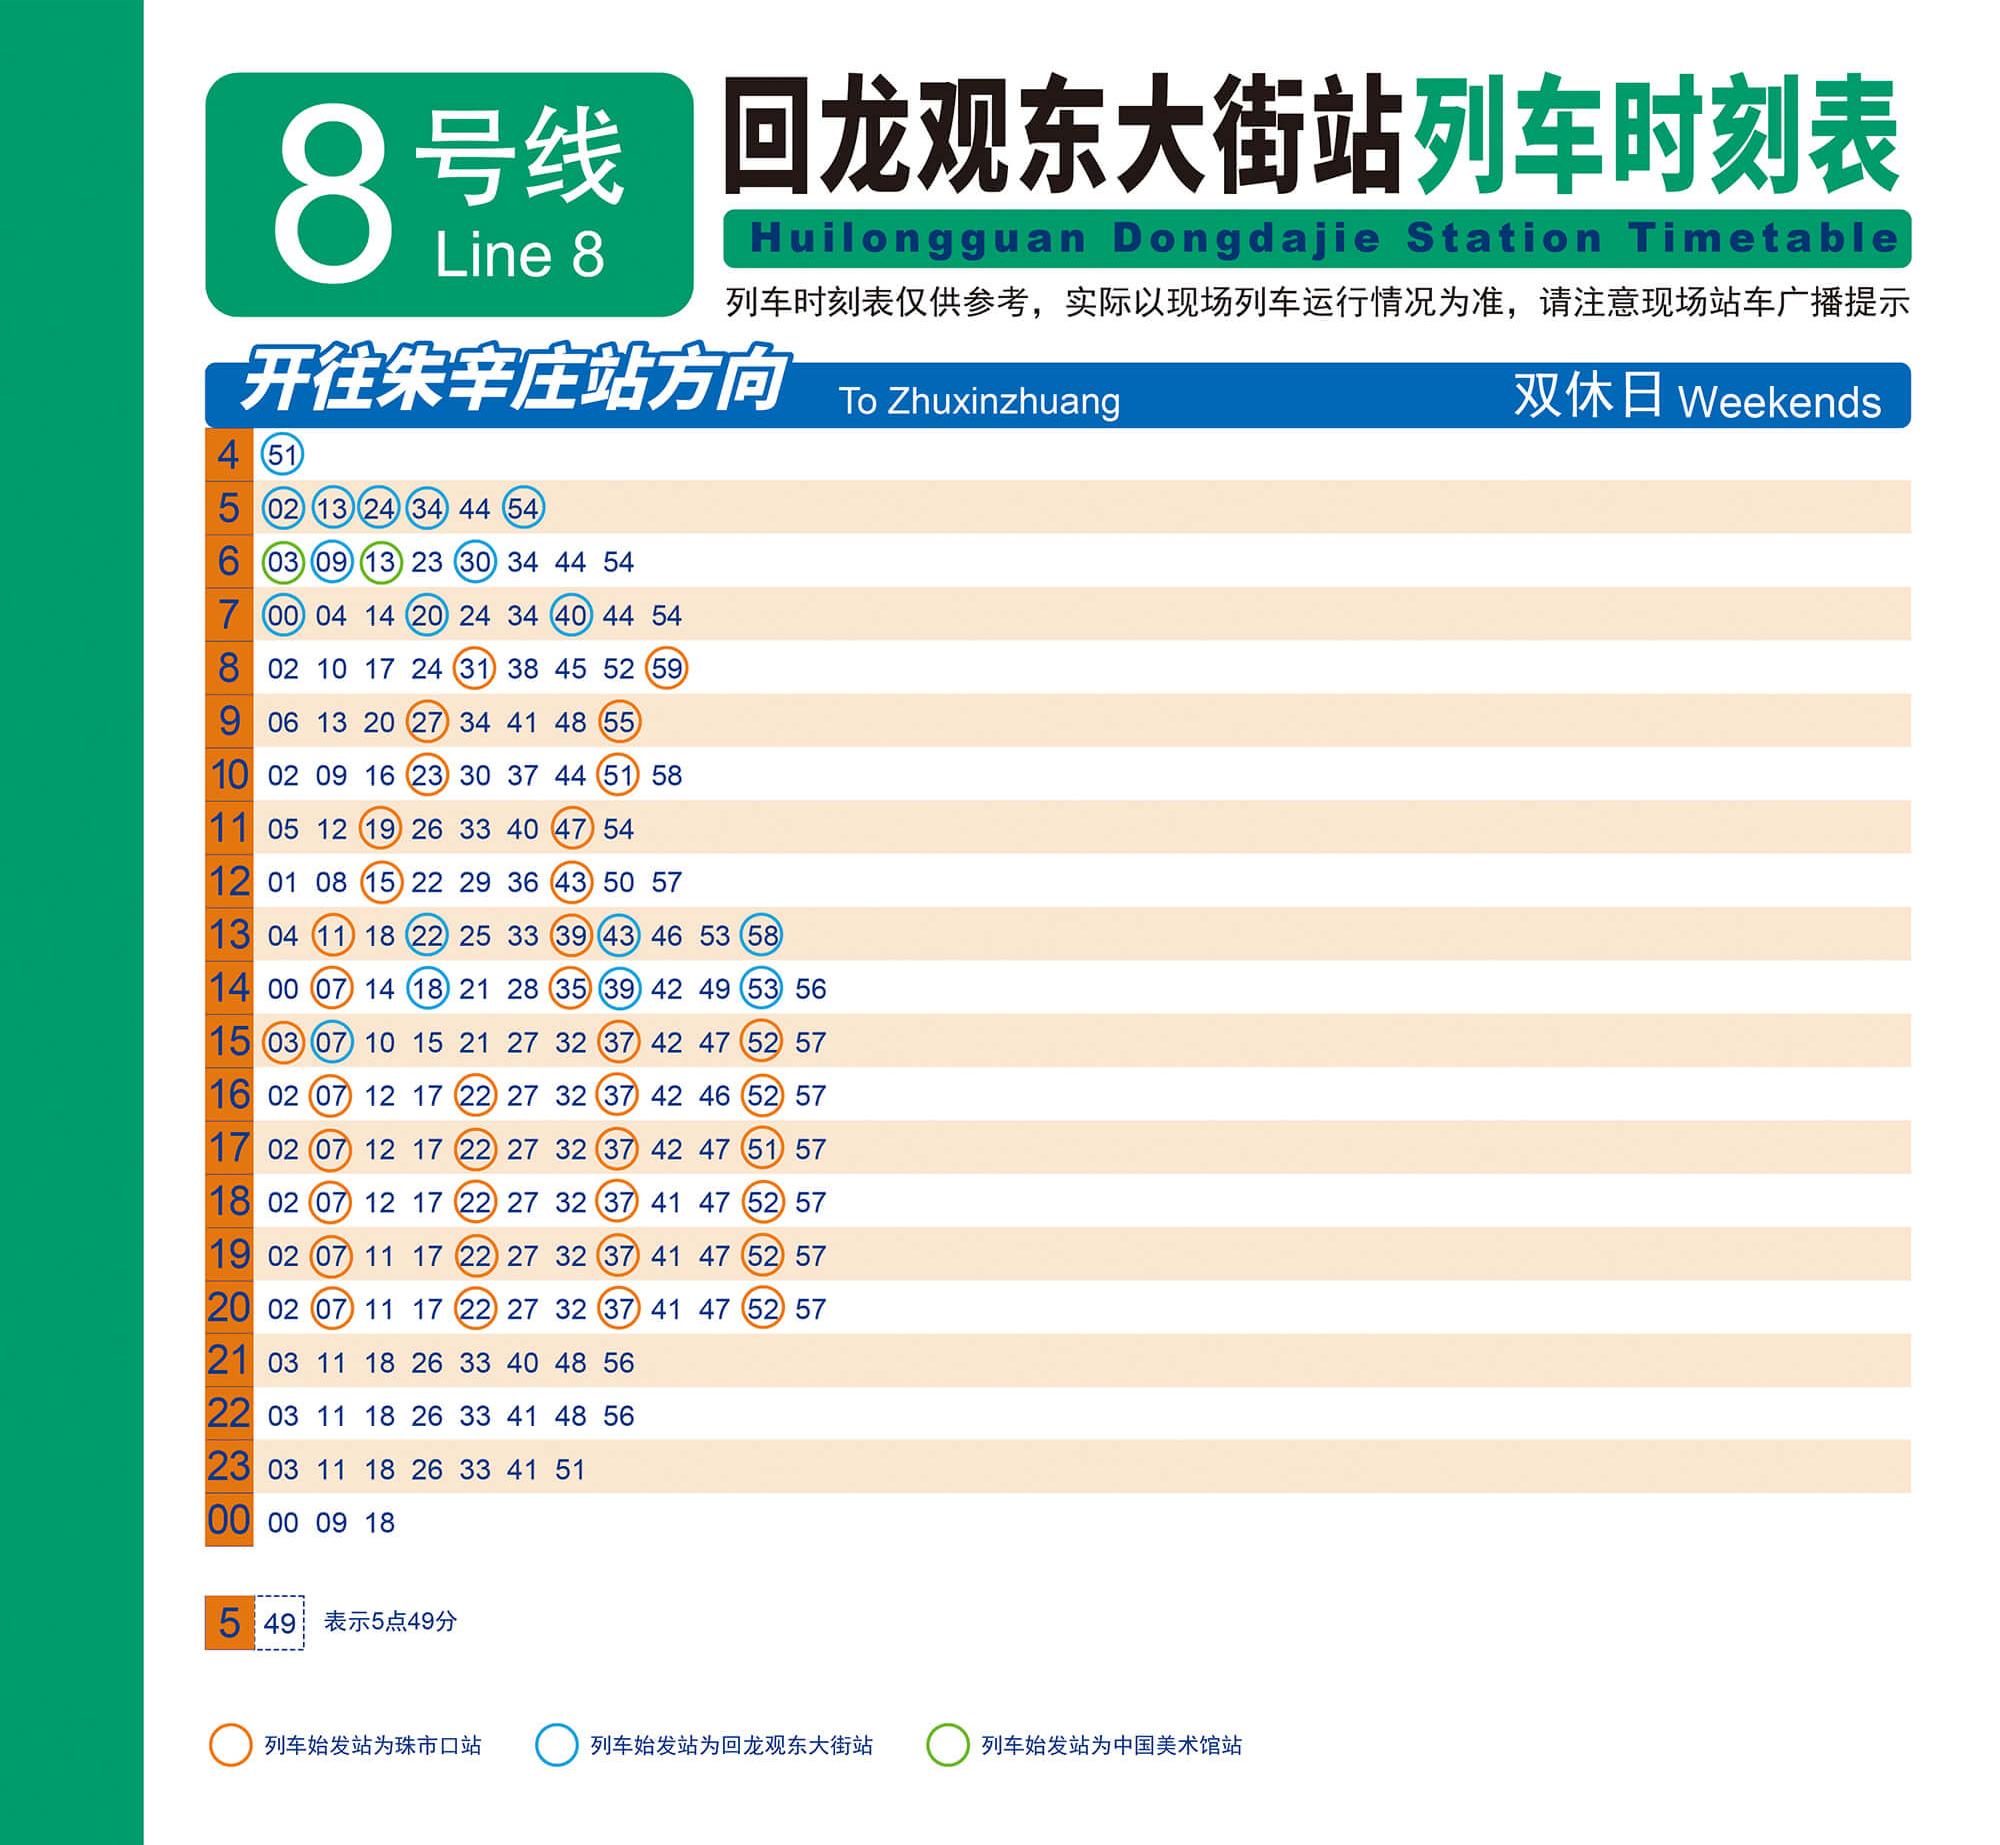 8号线
Line 8
回龙观东大街站列车时刻表
Huilongguan Dongdajie Station Timetable
列车时刻表仅供参考，实际以现场列车运行情况为准，请注意现场站车广播提示
开往朱辛庄站方向 To Zhuxinzhuang 双休日 Weekends
4 51
5 02 13 24 34 44 54
6 03 09 13 23 30 34 44 54
7 00 04 14 20 24 34 40 44 54
8 02 10 17 24 31 38 45 52 59
9 06 13 20 27 34 41 48 55
10 02 09 16 23 30 37 44 51 58
11 05 12 19 26 33 40 47 54
12 01 08 15 22 29 36 43 50 57
13 04 11 18 22 25 33 39 43 46 53 58
14 00 07 14 18 21 28 35 39 42 49 53 56
15 03 07 10 15 21 27 32 37 42 47 52 57
16 02 07 12 17 22 27 32 37 42 46 52 57
17 02 07 12 17 22 27 32 37 42 47 51 57
18 02 07 12 17 22 27 32 37 41 47 52 57
19 02 07 11 17 22 27 32 37 41 47 52 57
20 02 07 11 17 22 27 32 37 41 47 52 57
21 03 11 18 26 33 40 48 56
22 03 11 18 26 33 41 48 56
23 03 11 18 26 33 41 51
00 00 09 18
5 49 表示5点49分
列车始发站为珠市口站 列车始发站为回龙观东大街站 列车始发站为中国美术馆站